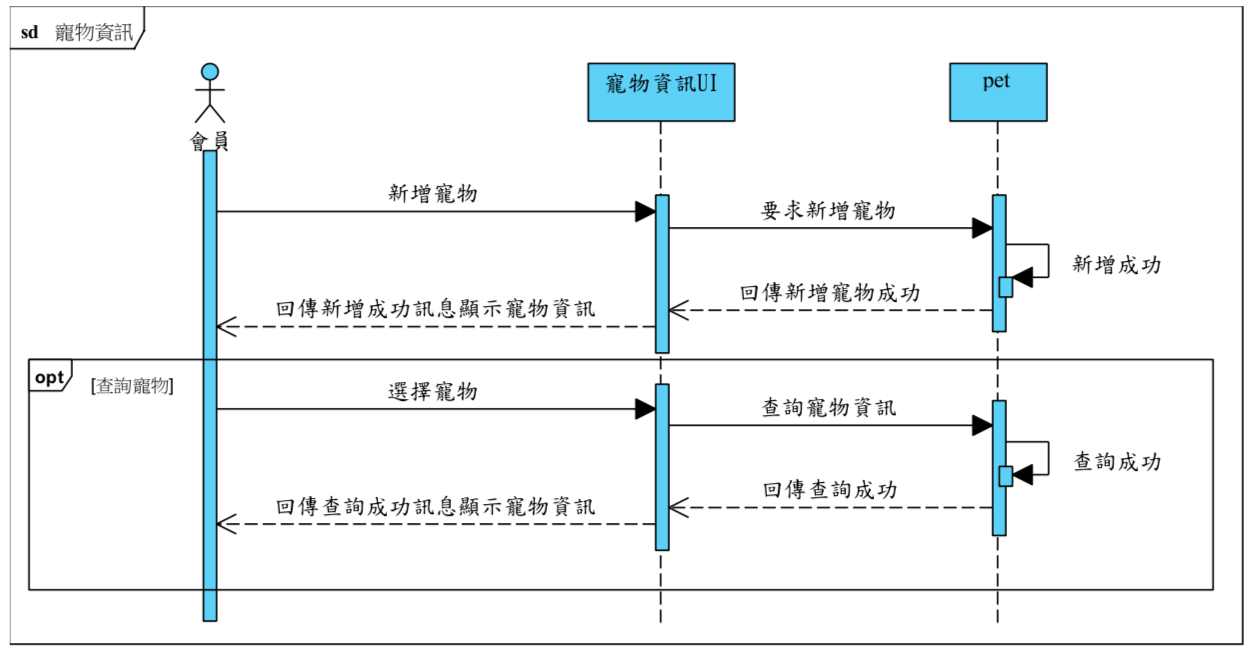 sd 寵物資訊
會員
寵物資訊UI
pet
新增寵物
要求新增寵物
新增成功
回傳新增寵物成功
回傳新增成功訊息顯示寵物資訊
opt [查詢寵物]
選擇寵物
查詢寵物資訊
查詢成功
回傳查詢成功
回傳查詢成功訊息顯示寵物資訊